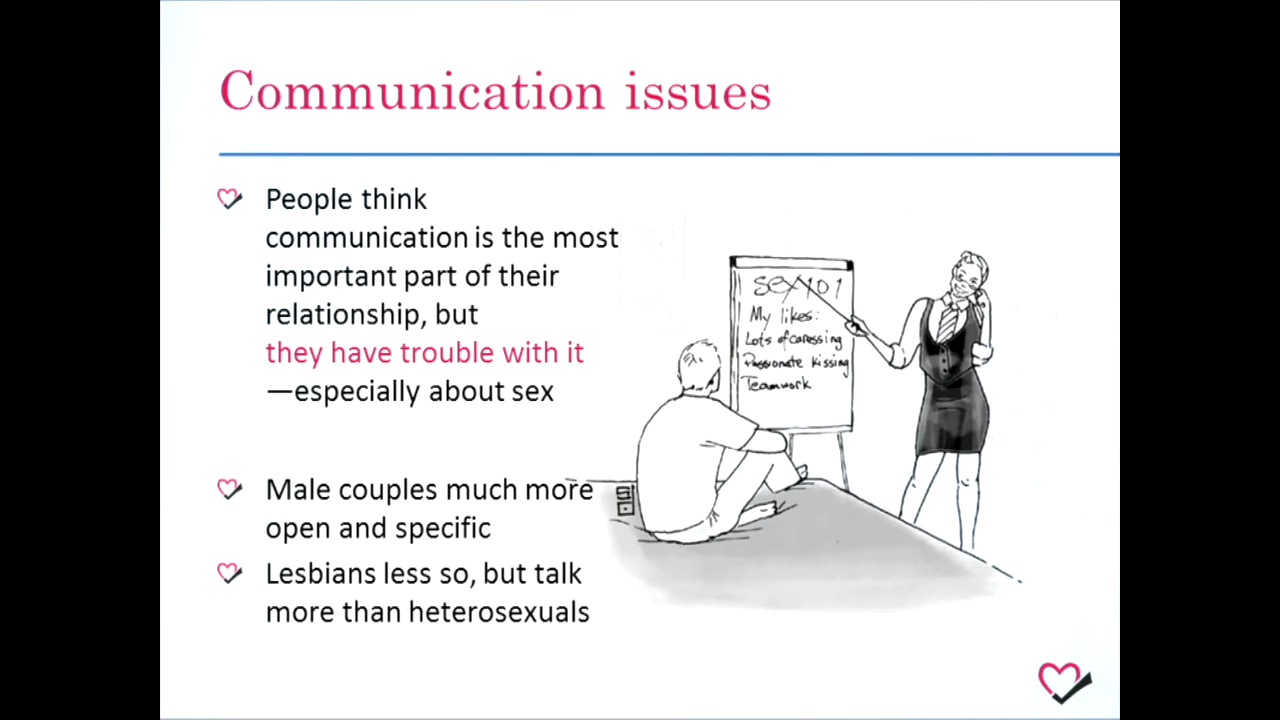 Communication issues
People think
communication is the most
important part of their
relationship, but
they have trouble with it
—especially about sex
Male couples much more
open and specific
Lesbians less so, but talk
more than heterosexuals
sex 101
My likes:
Lots of caressing
Passionate kissing
Teamwork